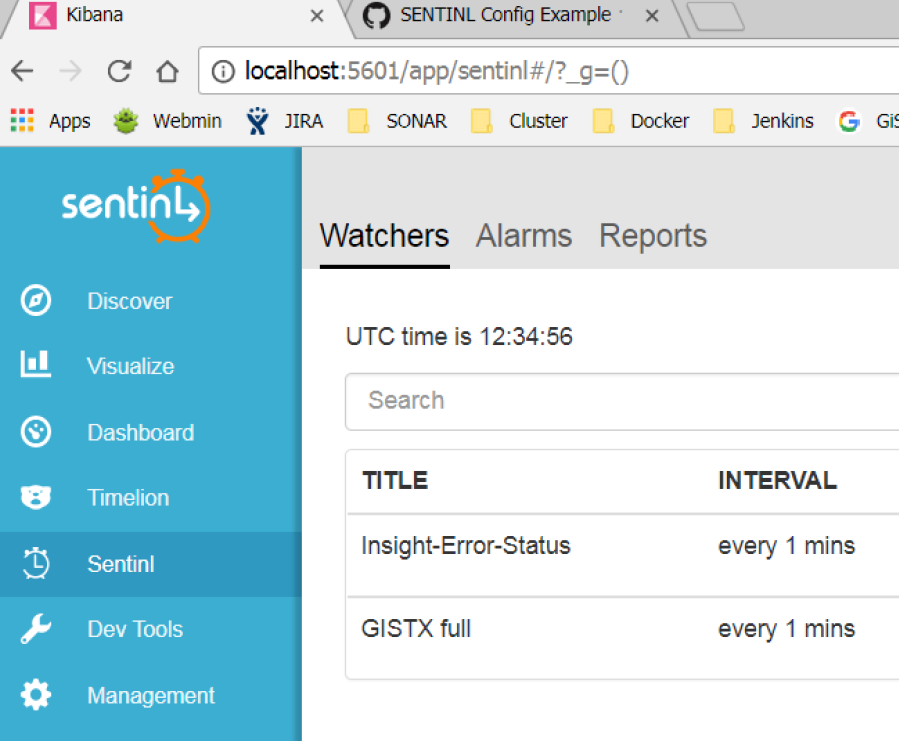 Kibana
SENTINL Config Example
localhost:5601/app/sentinl#/?_g=()
Apps Webmin JIRA SONAR Cluster Docker Jenkins
sentinl
Watchers Alarms Reports
Discover
Visualize
UTC time is 12:34:56
Search
Dashboard
TITLE INTERVAL
Timelion
Insight-Error-Status every 1 mins
Sentinl
GISTX full every 1 mins
Dev Tools
Management